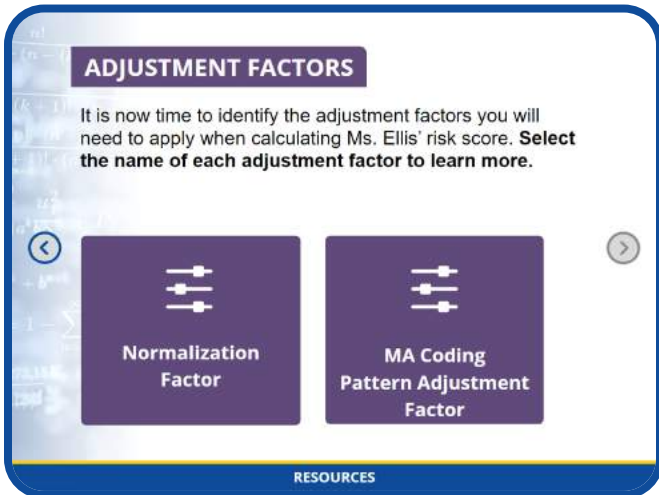 ADJUSTMENT FACTORS
It is now time to identify the adjustment factors you will
need to apply when calculating Ms. Ellis' risk score. Select
the name of each adjustment factor to learn more.
Normalization
Factor
MA Coding
Pattern Adjustment
Factor
RESOURCES